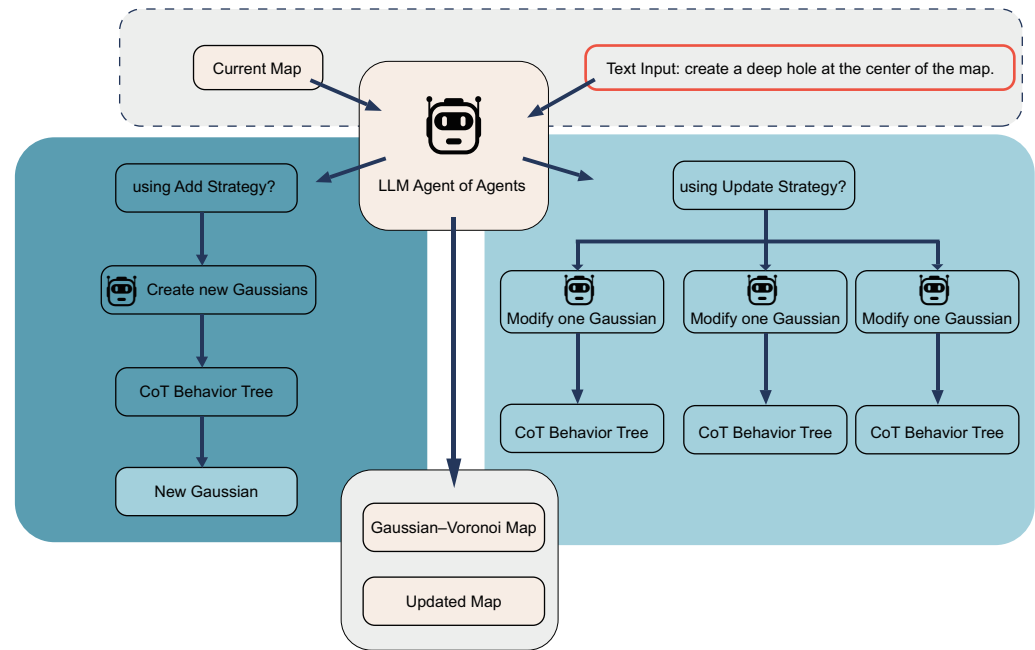 Current Map
Text Input: create a deep hole at the center of the map.
LLM Agent of Agents
using Add Strategy?
Create new Gaussians
CoT Behavior Tree
New Gaussian
using Update Strategy?
Modify one Gaussian
Modify one Gaussian
Modify one Gaussian
CoT Behavior Tree
CoT Behavior Tree
CoT Behavior Tree
Gaussian–Voronoi Map
Updated Map